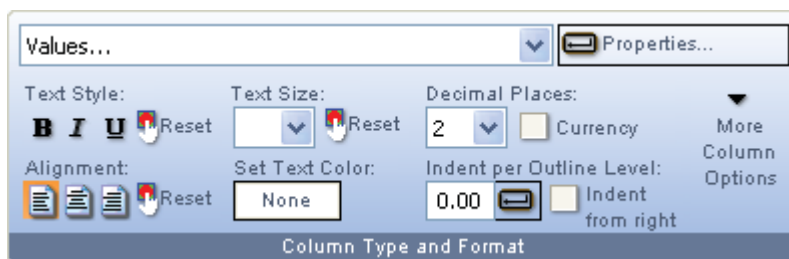 Values... Properties...
Text Style: Text Size: Decimal Places:
B I U Reset Reset 2 Currency More
Column
Options
Alignment: Set Text Color: Indent per Outline Level:
Reset None 0.00 Indent
from right
Column Type and Format